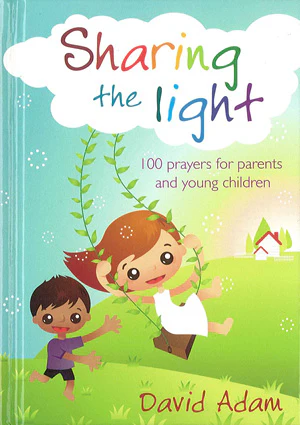 Sharing
the light
100 prayers for parents
and young children
David Adam